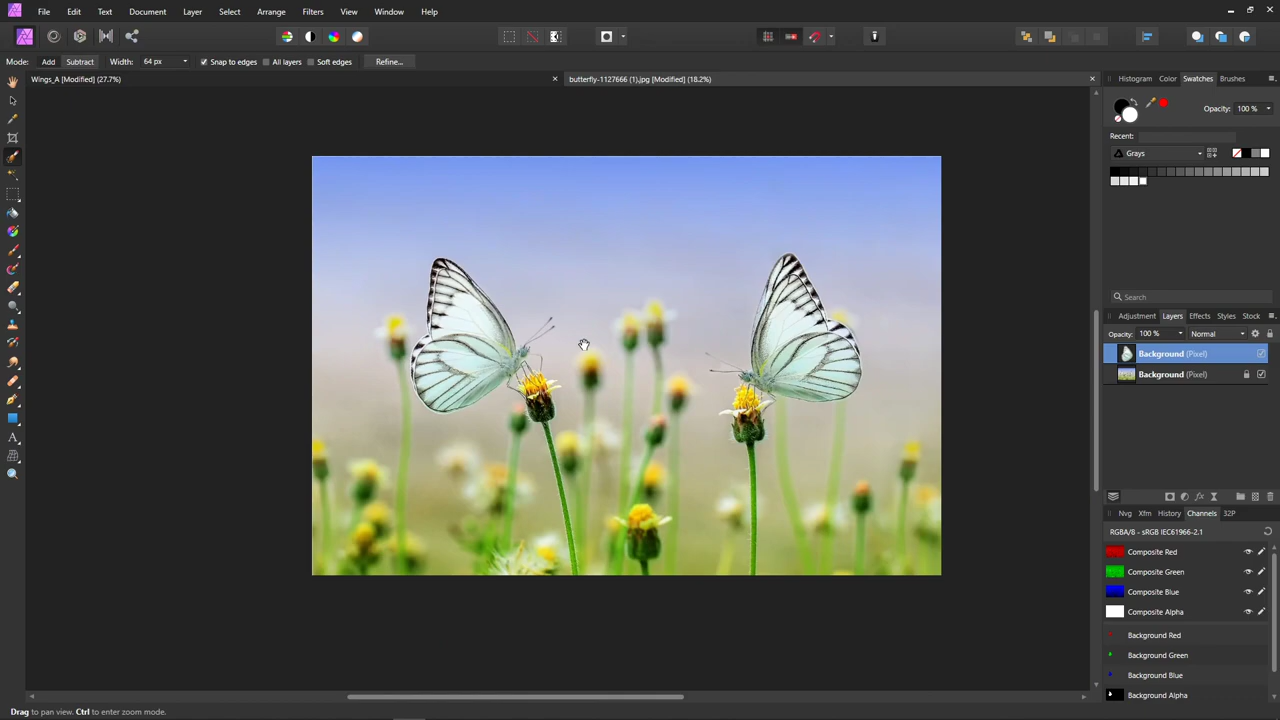 File Edit Text Document Layer Select Arrange Filters View Window Help
Mode: Add Subtract Width: 64 px Snap to edges All layers Soft edges Refine...
Wings_A [Modified] (27.7%)
butterfly-1127666 (1).jpg [Modified] (18.2%)
Histogram Color Swatches Brushes
Opacity: 100 %
Recent:
Grays
Search
Adjustment Layers Effects Styles Stock
Opacity: 100 % Normal
Background (Pixel)
Background (Pixel)
Nvg Xfm History Channels 32P
RGBA/8 - sRGB IEC61966-2.1
Composite Red
Composite Green
Composite Blue
Composite Alpha
Background Red
Background Green
Background Blue
Background Alpha
Drag to pan view. Ctrl to enter zoom mode.